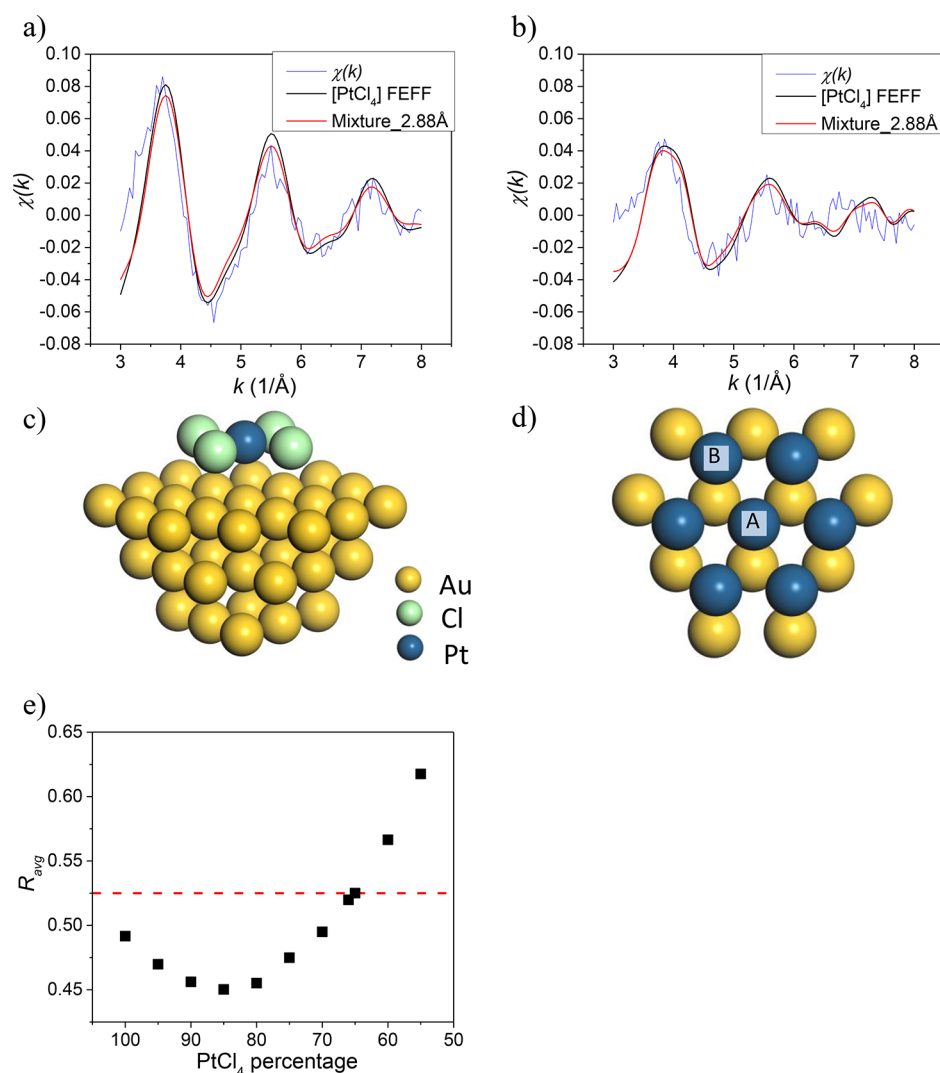 a)
b)
0.10
0.08
0.06
0.04
0.02
0.00
-0.02
-0.04
-0.06
-0.08
χ(k)
3 4 5 6 7 8
k (1/Å)
χ(k)
[PtCl4] FEFF
Mixture_2.88Å
0.10
0.08
0.06
0.04
0.02
0.00
-0.02
-0.04
-0.06
-0.08
χ(k)
3 4 5 6 7 8
k (1/Å)
χ(k)
[PtCl4] FEFF
Mixture_2.88Å
c)
Au
Cl
Pt
d)
B
A
e)
0.65
0.60
0.55
0.50
0.45
Ravg
100 90 80 70 60 50
PtCl4 percentage